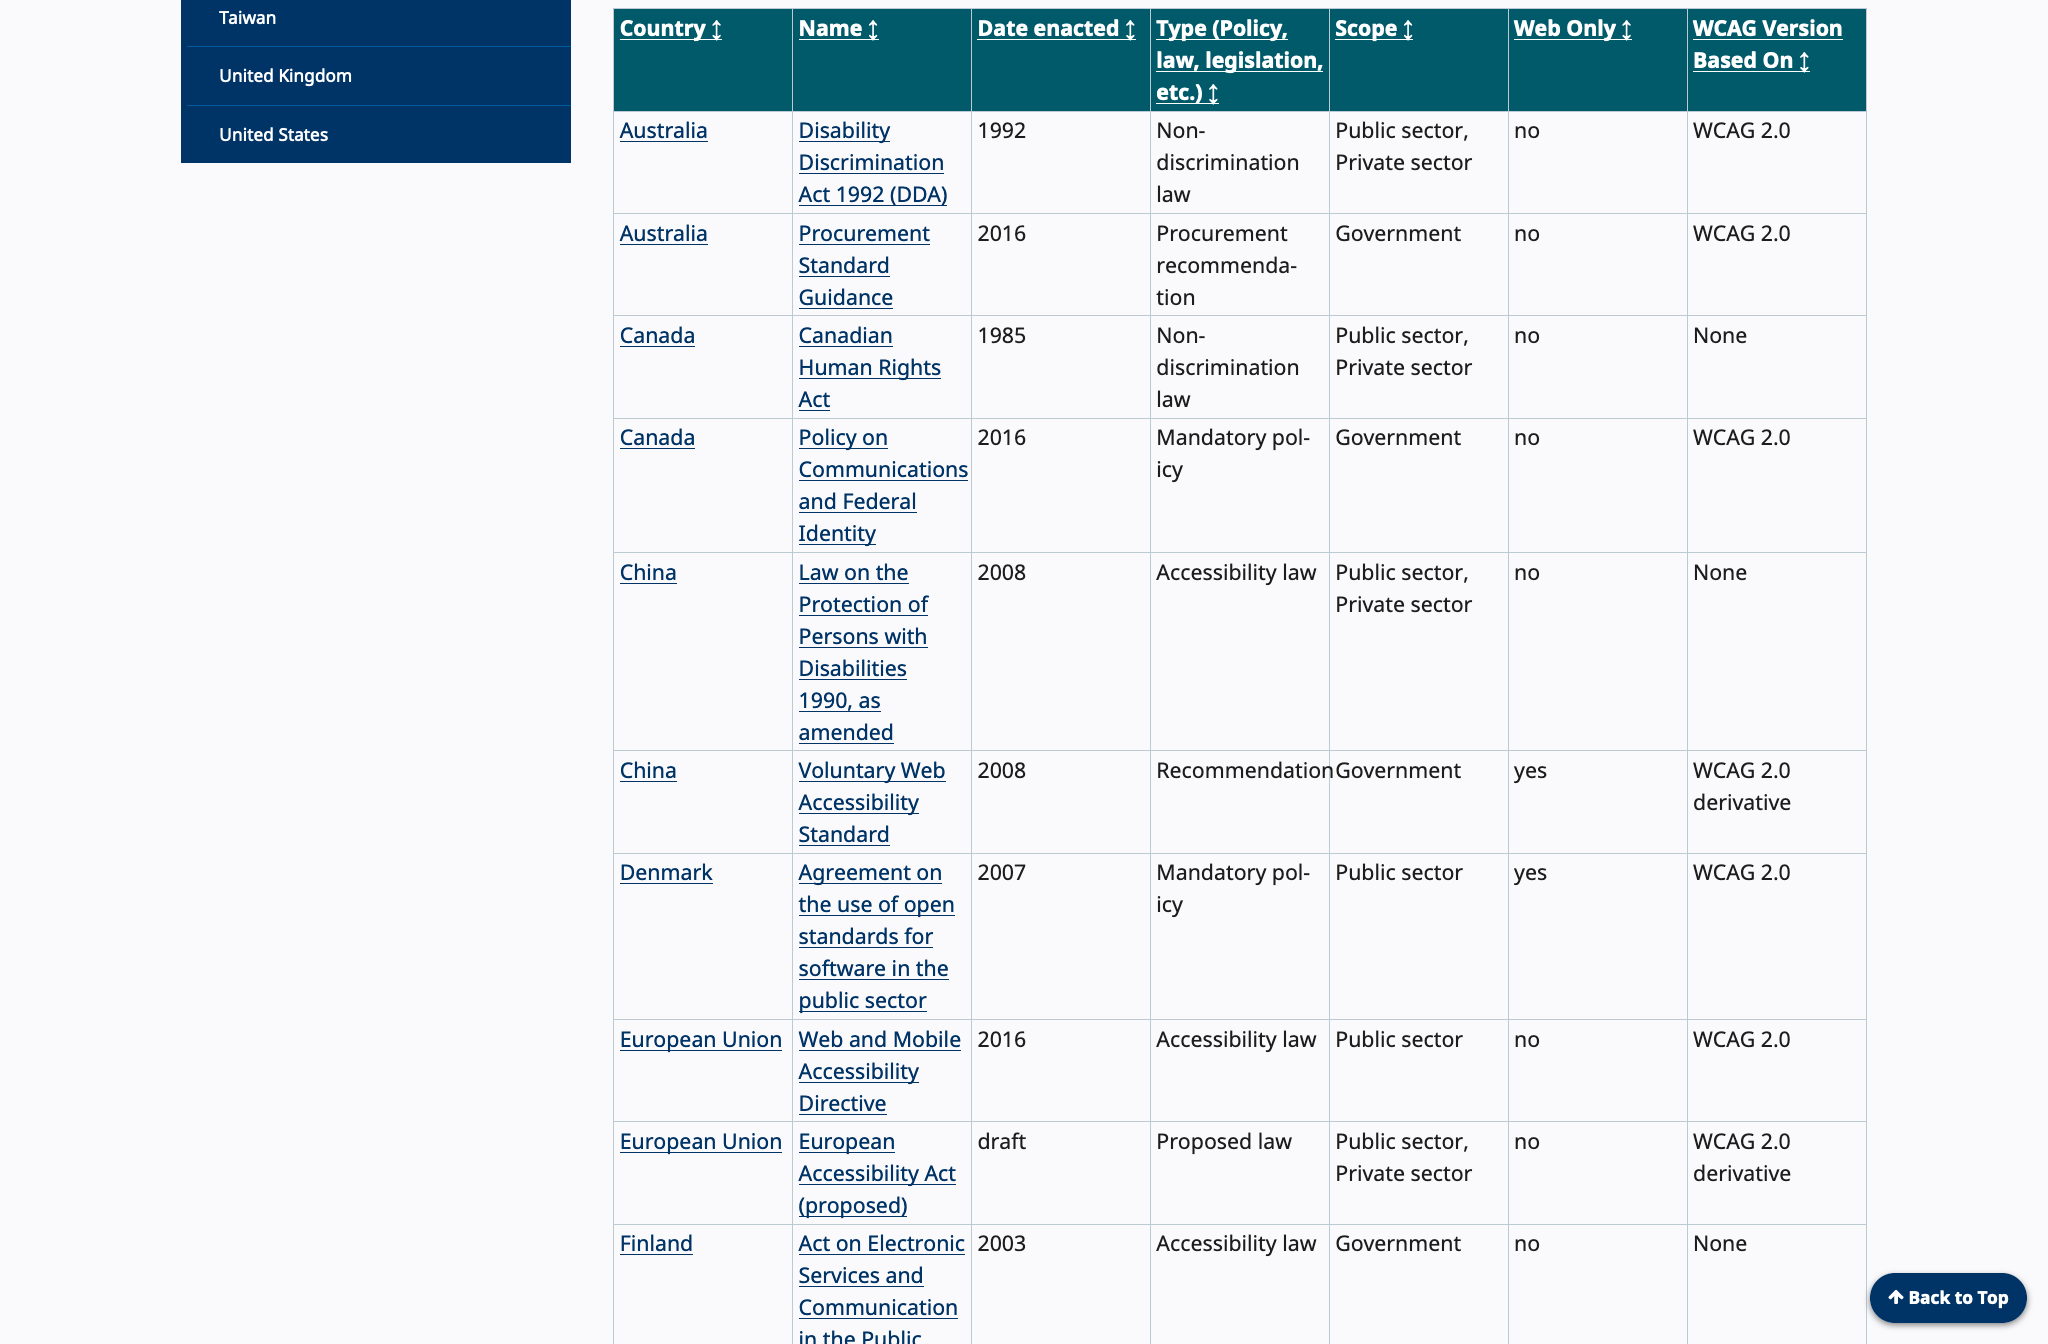 Taiwan
United Kingdom
United States
Country ↕ Name ↕ Date enacted ↕ Type (Policy, Scope ↕ Web Only ↕ WCAG Version
law, legislation, Based On ↕
etc.) ↕
Australia Disability 1992 Non- Public sector, no WCAG 2.0
Discrimination discrimination Private sector
Act 1992 (DDA) law
Australia Procurement 2016 Procurement Government no WCAG 2.0
Standard recommenda-
Guidance tion
Canada Canadian 1985 Non- Public sector, no None
Human Rights discrimination Private sector
Act law
Canada Policy on 2016 Mandatory pol- Government no WCAG 2.0
Communications icy
and Federal
Identity
China Law on the 2008 Accessibility law Public sector, no None
Protection of Private sector
Persons with
Disabilities
1990, as
amended
China Voluntary Web 2008 Recommendation Government yes WCAG 2.0
Accessibility derivative
Standard
Denmark Agreement on 2007 Mandatory pol- Public sector yes WCAG 2.0
the use of open icy
standards for
software in the
public sector
European Union Web and Mobile 2016 Accessibility law Public sector no WCAG 2.0
Accessibility
Directive
European Union European draft Proposed law Public sector, no WCAG 2.0
Accessibility Act Private sector derivative
(proposed)
Finland Act on Electronic 2003 Accessibility law Government no None
Services and
Communication
in the Public
↑ Back to Top